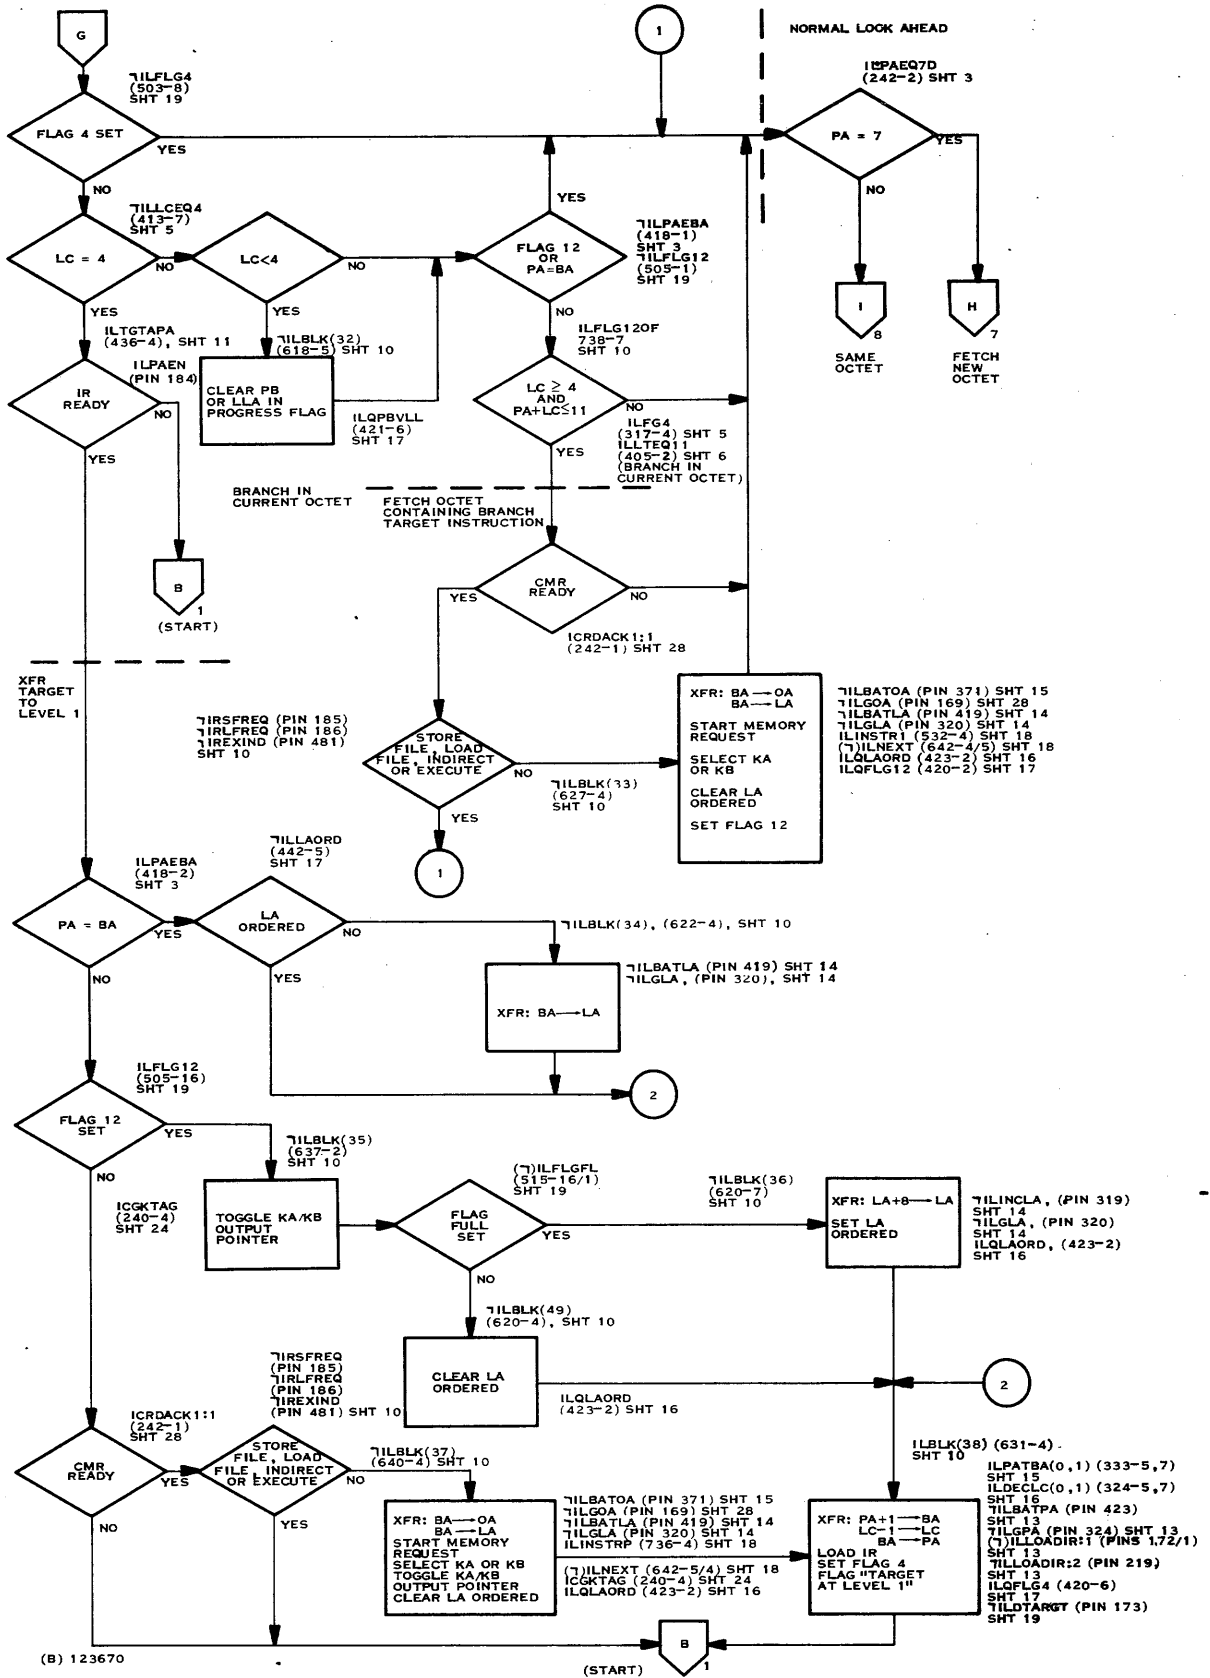 G
1
NORMAL LOOK AHEAD
¬ILFLG4
(503-8)
SHT 19
ILPAEQ7D
(242-2) SHT 3
FLAG 4 SET
YES
NO
PA = 7
YES
NO
¬ILLCEQ4
(413-7)
SHT 5
LC = 4
NO
YES
LC<4
NO
YES
YES
FLAG 12
OR
PA=BA
NO
¬ILPAEBA
(418-1)
SHT 3
¬ILFLG12
(505-1)
SHT 19
I
8
SAME
OCTET
H
7
FETCH
NEW
OCTET
ILTGTAPA
(436-4), SHT 11
ILPAEN
(PIN 184)
IR
READY
NO
YES
¬ILBLK(32)
(618-5) SHT 10
CLEAR PB
OR LLA IN
PROGRESS FLAG
ILQPBVLL
(421-6)
SHT 17
ILFLG12OF
738-7
SHT 10
LC ≥ 4
AND
PA+LC≤11
NO
YES
ILFG4
(317-4) SHT 5
ILLTEQ11
(405-2) SHT 6
(BRANCH IN
CURRENT OCTET)
BRANCH IN
CURRENT OCTET
FETCH OCTET
CONTAINING BRANCH
TARGET INSTRUCTION
B
1
(START)
CMR
READY
YES
NO
ICRDACK1:1
(242-1) SHT 28
XFR
TARGET
TO
LEVEL 1
¬IRSFREQ (PIN 185)
¬IRLFREQ (PIN 186)
¬IREXIND (PIN 481)
SHT 10
STORE
FILE, LOAD
FILE, INDIRECT
OR EXECUTE
NO
YES
¬ILBLK(33)
(627-4)
SHT 10
1
XFR: BA→OA
BA→LA
START MEMORY
REQUEST
SELECT KA
OR KB
CLEAR LA
ORDERED
SET FLAG 12
¬ILBATOA (PIN 371) SHT 15
¬ILGOA (PIN 169) SHT 28
¬ILBATLA (PIN 419) SHT 14
¬ILGLA (PIN 320) SHT 14
ILINSTR1 (532-4) SHT 18
(¬)ILNEXT (642-4/5) SHT 18
ILQLAORD (423-2) SHT 16
ILQFLG12 (420-2) SHT 17
ILPAEBA
(418-2)
SHT 3
PA = BA
YES
NO
¬ILLAORD
(442-5)
SHT 17
LA
ORDERED
NO
YES
¬ILBLK(34), (622-4), SHT 10
XFR: BA→LA
¬ILBATLA (PIN 419) SHT 14
¬ILGLA, (PIN 320), SHT 14
2
ILFLG12
(505-16)
SHT 19
FLAG 12
SET
YES
NO
¬ILBLK(35)
(637-2)
SHT 10
ICGKTAG
(240-4)
SHT 24
TOGGLE KA/KB
OUTPUT
POINTER
(¬)ILFLGFL
(515-16/1)
SHT 19
FLAG
FULL
SET
YES
NO
¬ILBLK(36)
(620-7)
SHT 10
XFR: LA+8→LA
SET LA
ORDERED
¬ILINCLA, (PIN 319)
SHT 14
¬ILGLA, (PIN 320)
SHT 14
ILQLAORD, (423-2)
SHT 16
¬ILBLK(49)
(620-4), SHT 10
CLEAR LA
ORDERED
ILQLAORD
(423-2) SHT 16
2
¬IRSFREQ
(PIN 185)
¬IRLFREQ
(PIN 186)
¬IREXIND
(PIN 481) SHT 10
ICRDACK1:1
(242-1)
SHT 28
CMR
READY
YES
NO
STORE
FILE, LOAD
FILE, INDIRECT
OR EXECUTE
NO
YES
¬ILBLK(37)
(640-4) SHT 10
XFR: BA→OA
BA→LA
START MEMORY
REQUEST
SELECT KA OR KB
TOGGLE KA/KB
OUTPUT POINTER
CLEAR LA ORDERED
¬ILBATOA (PIN 371) SHT 15
¬ILGOA (PIN 169) SHT 28
¬ILBATLA (PIN 419) SHT 14
¬ILGLA (PIN 320) SHT 14
ILINSTRP (736-4) SHT 18
(¬)ILNEXT (642-5/4) SHT 18
ICGKTAG (240-4) SHT 24
ILQLAORD (423-2) SHT 16
ILBLK(38) (631-4)
SHT 10
XFR: PA+1→BA
LC-1→LC
BA→PA
LOAD IR
SET FLAG 4
FLAG "TARGET
AT LEVEL 1"
ILPATBA(0,1) (333-5,7)
SHT 15
ILDECLC(0,1) (324-5,7)
SHT 16
¬ILBATPA (PIN 423)
SHT 13
¬ILGPA (PIN 324) SHT 13
(¬)ILLOADIR:1 (PINS 172/1)
SHT 13
¬ILLOADIR:2 (PIN 219)
SHT 13
ILQFLG4 (420-6)
SHT 17
¬ILDTARGT (PIN 173)
SHT 19
(B) 123670
(START)
B
1